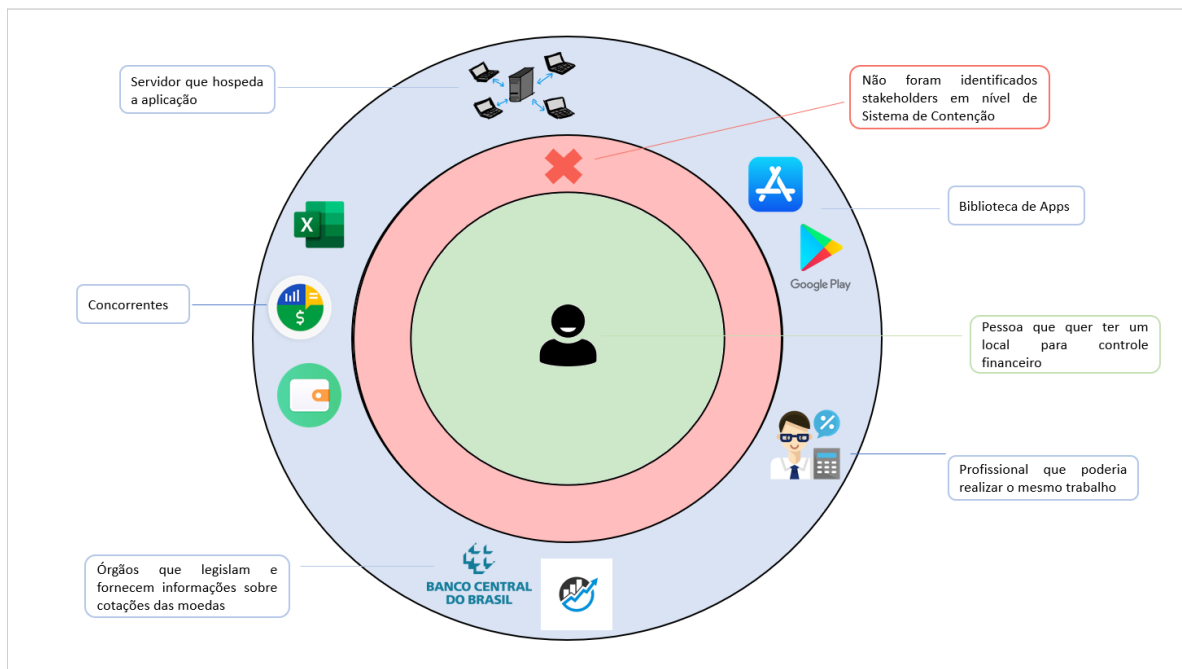 Servidor que hospeda
a aplicação
Não foram identificados
stakeholders em nível de
Sistema de Contenção
Biblioteca de Apps
X
Google Play
Concorrentes
$
Pessoa que quer ter um
local para controle
financeiro
%
Profissional que poderia
realizar o mesmo trabalho
Órgãos que legislam e
fornecem informações sobre
cotações das moedas
BANCO CENTRAL
DO BRASIL